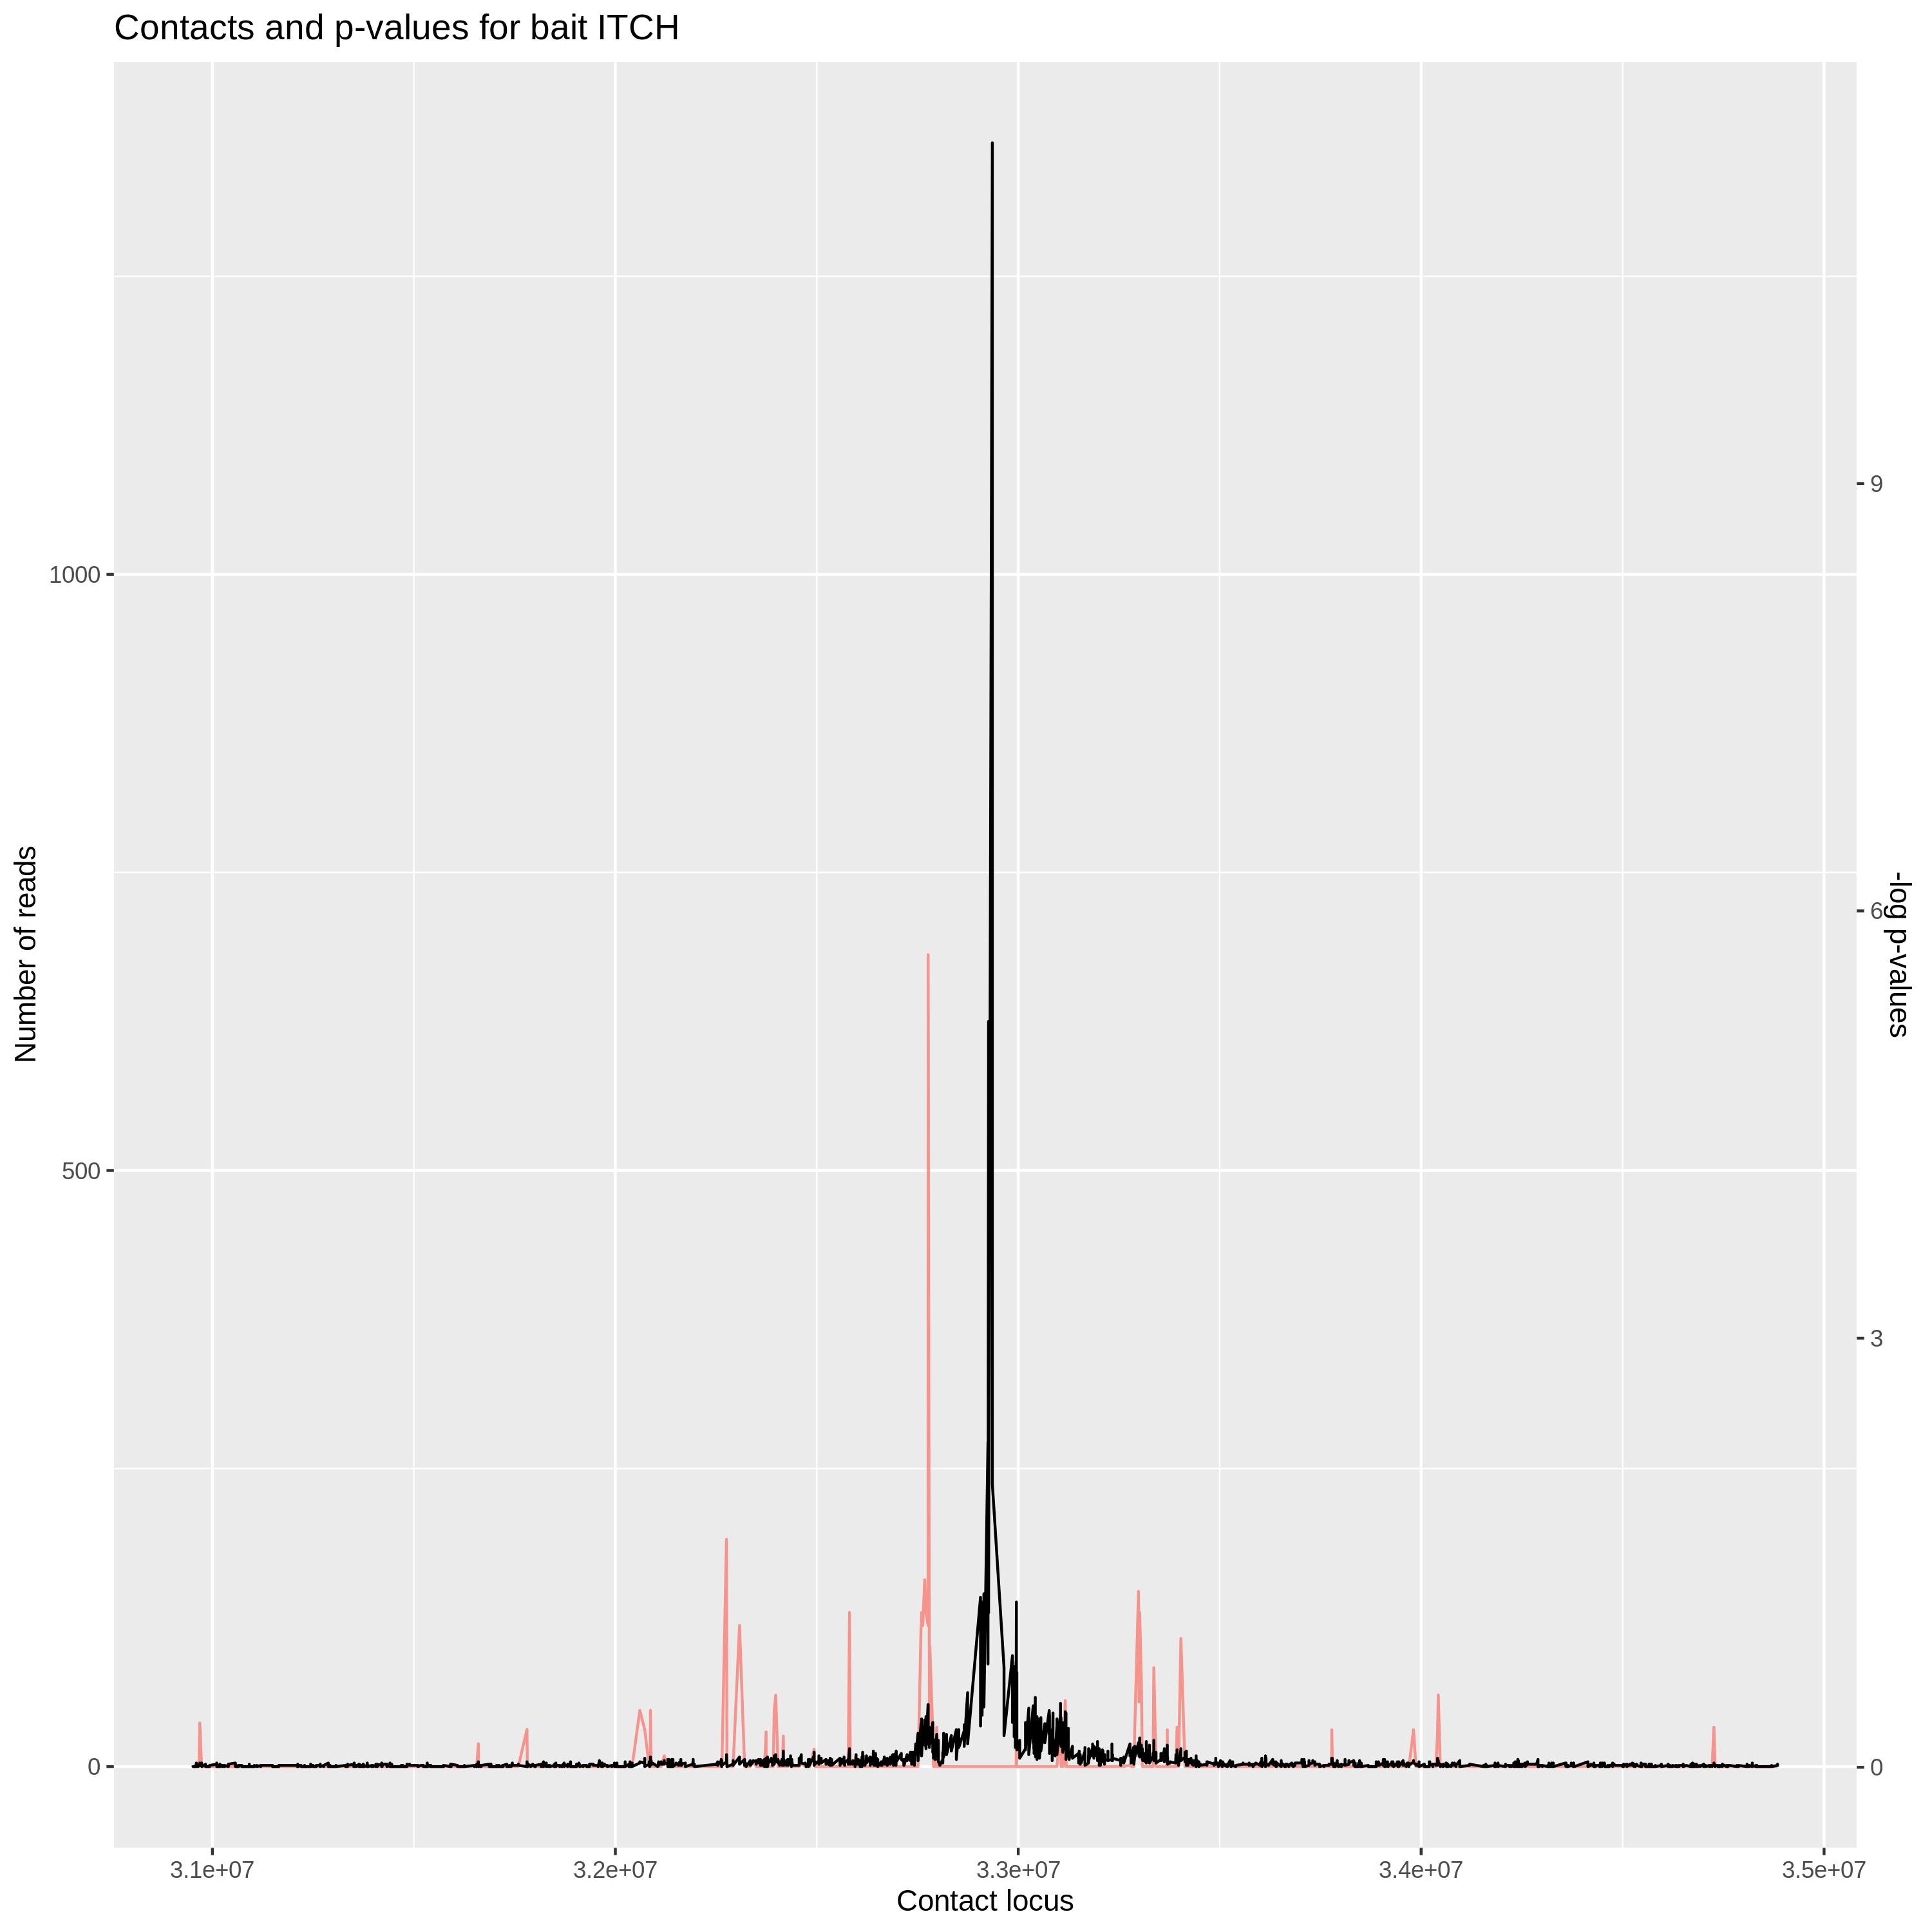 Contacts and p-values for bait ITCH
Number of reads
1000
500
0
9
6
3
0
-log p-values
3.1e+07
3.2e+07
3.3e+07
3.4e+07
3.5e+07
Contact locus